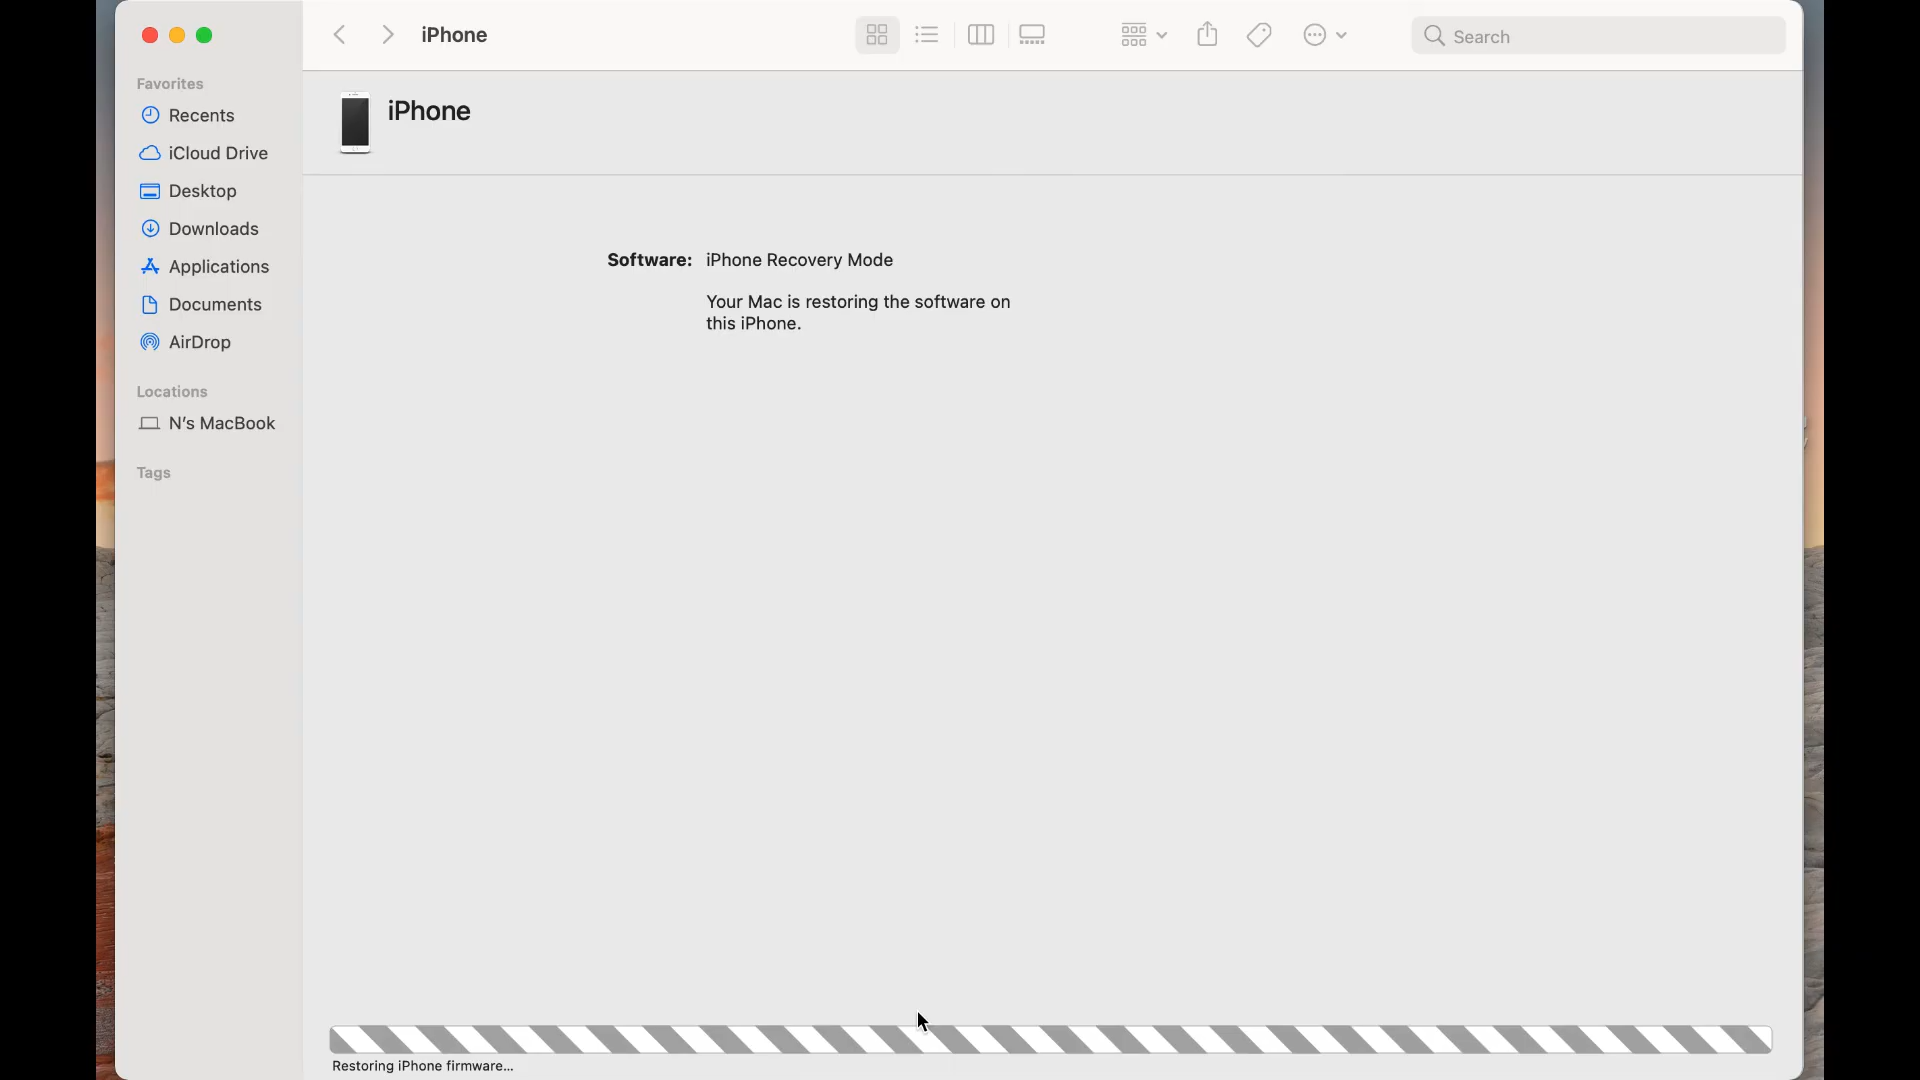 iPhone
Search
Favorites
Recents
iCloud Drive
Desktop
Downloads
Applications
Documents
AirDrop
Locations
N's MacBook
Tags
iPhone
Software: iPhone Recovery Mode
Your Mac is restoring the software on
this iPhone.
Restoring iPhone firmware...